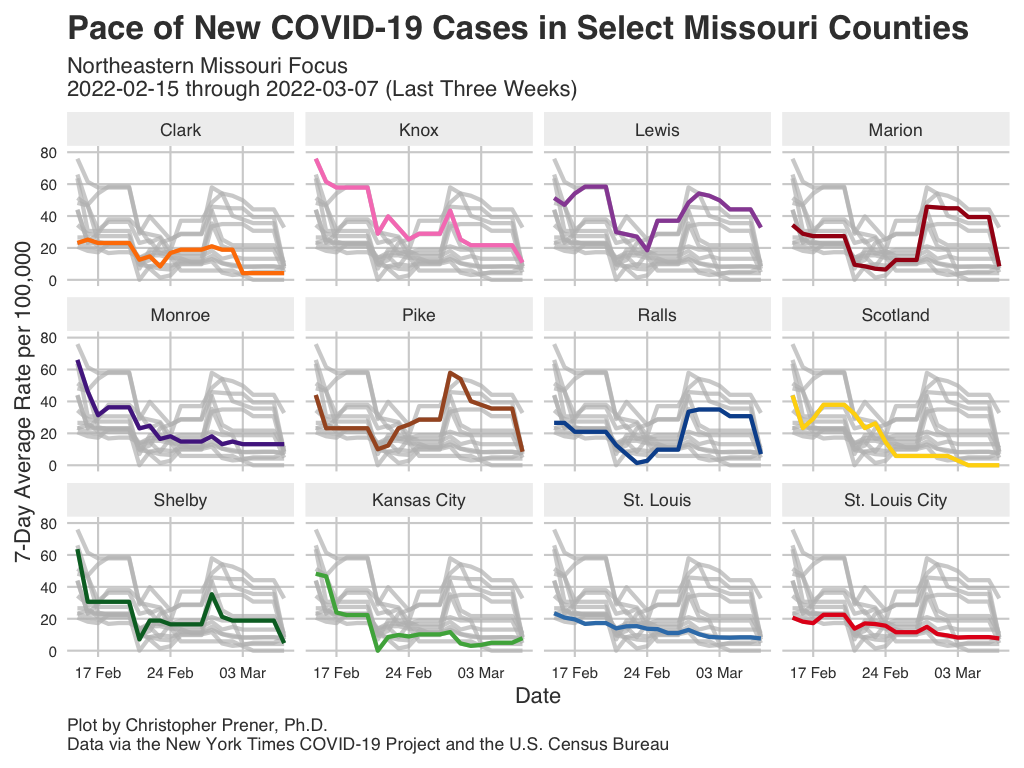 Pace of New COVID-19 Cases in Select Missouri Counties
Northeastern Missouri Focus
2022-02-15 through 2022-03-07 (Last Three Weeks)
Clark Knox Lewis Marion
80
60
40
20
0
Monroe Pike Ralls Scotland
80
60
40
20
0
Shelby Kansas City St. Louis St. Louis City
80
60
40
20
0
7-Day Average Rate per 100,000
17 Feb 24 Feb 03 Mar 17 Feb 24 Feb 03 Mar 17 Feb 24 Feb 03 Mar 17 Feb 24 Feb 03 Mar
Date
Plot by Christopher Prener, Ph.D.
Data via the New York Times COVID-19 Project and the U.S. Census Bureau